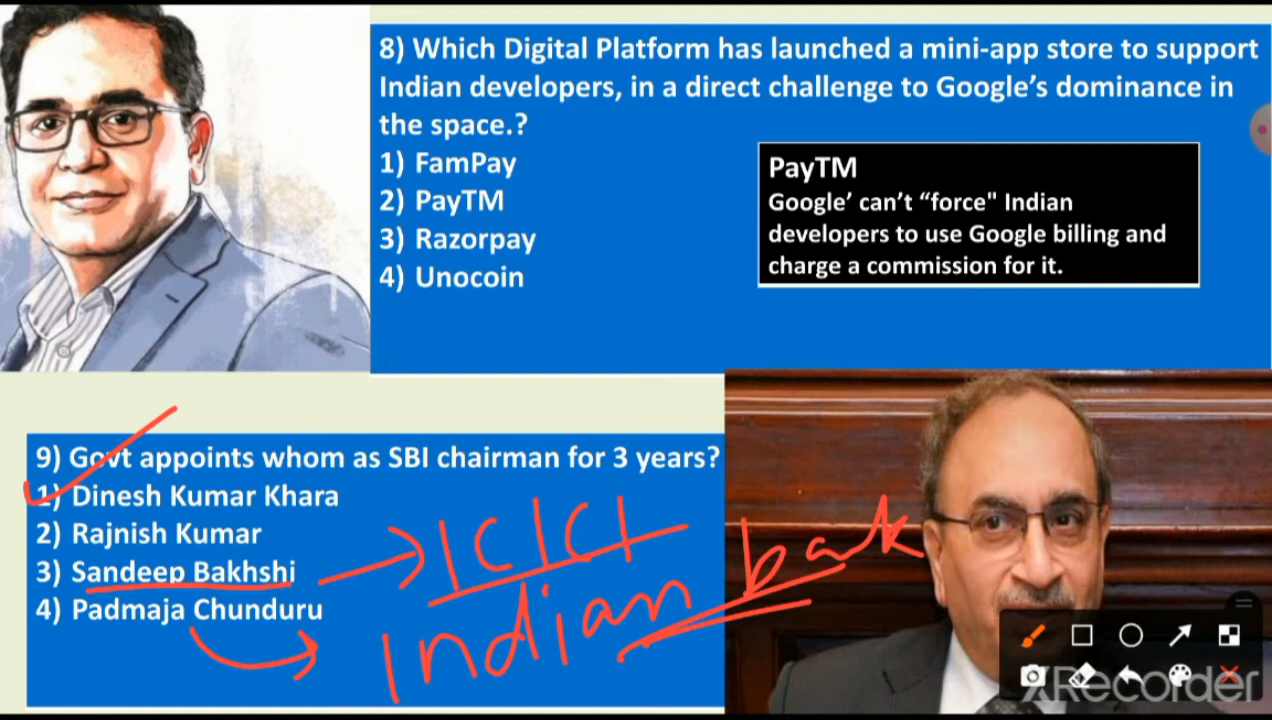 8) Which Digital Platform has launched a mini-app store to support
Indian developers, in a direct challenge to Google’s dominance in
the space.?
1) FamPay
2) PayTM
3) Razorpay
4) Unocoin
PayTM
Google’ can’t “force" Indian
developers to use Google billing and
charge a commission for it.
9) Govt appoints whom as SBI chairman for 3 years?
1) Dinesh Kumar Khara
2) Rajnish Kumar
3) Sandeep Bakhshi
4) Padmaja Chunduru
ICICI
Indian bank
XRecorder